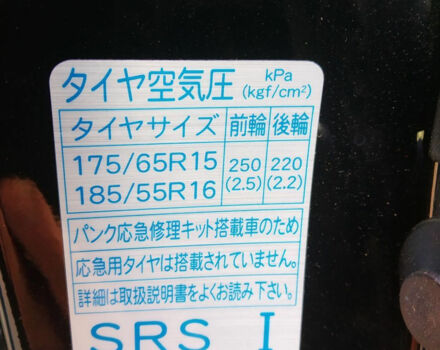 タイヤ空気圧 kPa
(kgf/cm²)
タイヤサイズ 前輪 後輪
175/65R15 250 220
185/55R16 (2.5) (2.2)
パンク応急修理キット搭載車のため
応急用タイヤは搭載されていません。
詳細は取扱説明書をよくお読み下さい。
SRS I